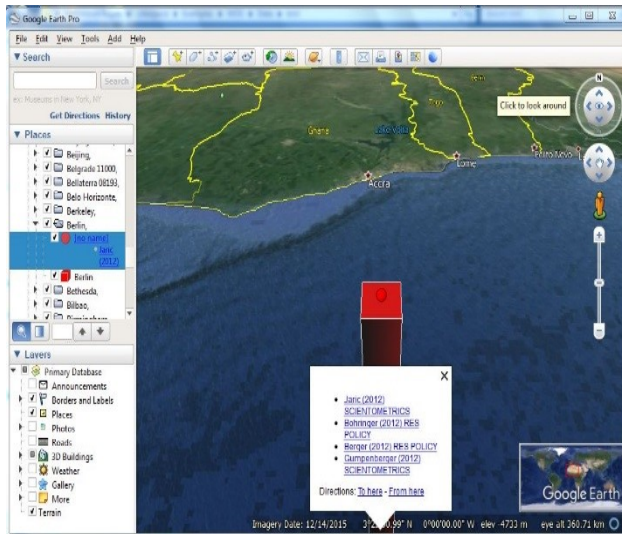 Google Earth Pro
File Edit View Tools Add Help
Search
Search
ex: Museums in New York, NY
Get Directions History
Places
Beijing,
Belgrade 11000,
Bellaterra 08193,
Belo Horizonte,
Berkeley,
Berlin,
[no name]
* Jaric
(2012)
Berlin
Bethesda,
Bilbao,
Layers
Primary Database
Announcements
Borders and Labels
Places
Photos
Roads
3D Buildings
Weather
Gallery
More
Terrain
Click to look around
N
Ghana
Togo
Lake Volta
Lome
Porto Novo
Accra
Jaric (2012)
SCIENTOMETRICS
Bohringer (2012) RES
POLICY
Berger (2012) RES POLICY
Gumpenberger (2012)
SCIENTOMETRICS
Directions: To here - From here
Google Earth
Imagery Date: 12/14/2015 0°00'00.00" W elev -4733 m eye alt 360.71 km